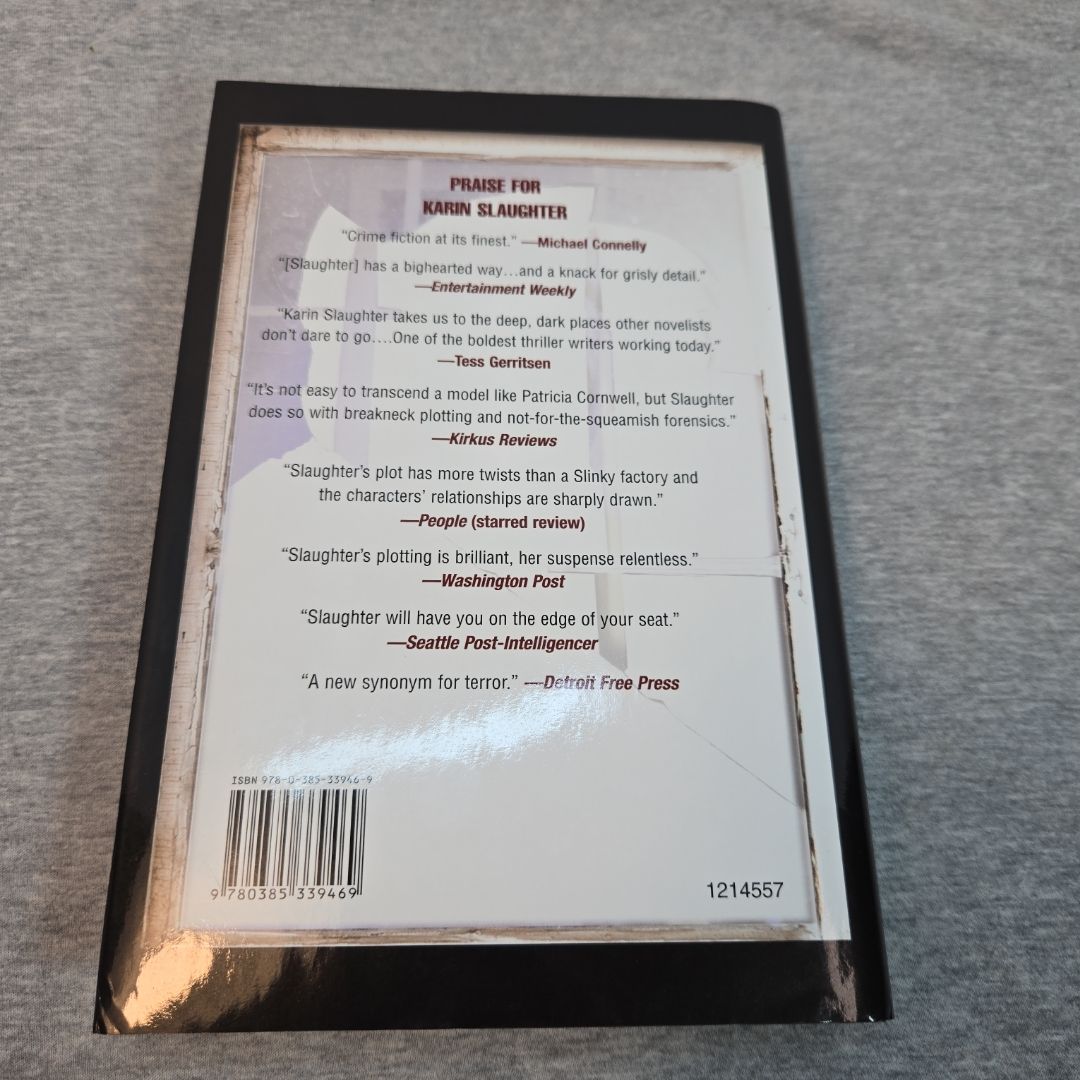 PRAISE FOR
KARIN SLAUGHTER
“Crime fiction at its finest.” —Michael Connelly
“[Slaughter] has a bighearted way...and a knack for grisly detail.”
—Entertainment Weekly
“Karin Slaughter takes us to the deep, dark places other novelists
don’t dare to go....One of the boldest thriller writers working today.”
—Tess Gerritsen
“It’s not easy to transcend a model like Patricia Cornwell, but Slaughter
does so with breakneck plotting and not-for-the-squeamish forensics.”
—Kirkus Reviews
“Slaughter’s plot has more twists than a Slinky factory and
the characters’ relationships are sharply drawn.”
—People (starred review)
“Slaughter’s plotting is brilliant, her suspense relentless.”
—Washington Post
“Slaughter will have you on the edge of your seat.”
—Seattle Post-Intelligencer
“A new synonym for terror.” —Detroit Free Press
ISBN 978-0-385-33946-9
9 780385 339469
1214557